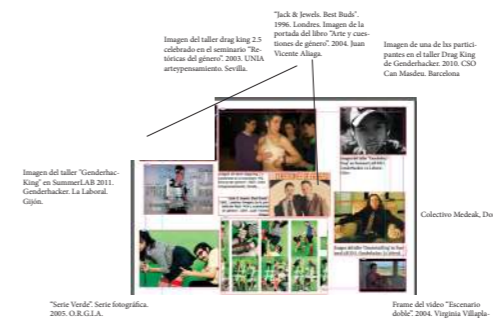 "Jack & Jewels. Best Buds".
1996. Londres. Imagen de la
portada del libro "Arte y cues-
tiones de género". 2004. Juan
Vicente Aliaga.
Imagen del taller drag king 2.5
celebrado en el seminario "Re-
tóricas del género". 2003. UNIA
arteypensamiento. Sevilla.
Imagen de una de lxs partici-
pantes en el taller Drag King
de Genderhacker. 2010. CSO
Can Masdeu. Barcelona
Imagen del taller "Genderhac-
King" en SummerLAB 2011.
Genderhacker. La Laboral.
Gijón.
Colectivo Medeak, Do
"Serie Verde". Serie fotográfica.
2005. O.R.G.I.A.
Frame del video "Escenario
doble". 2004. Virginia Villapla-